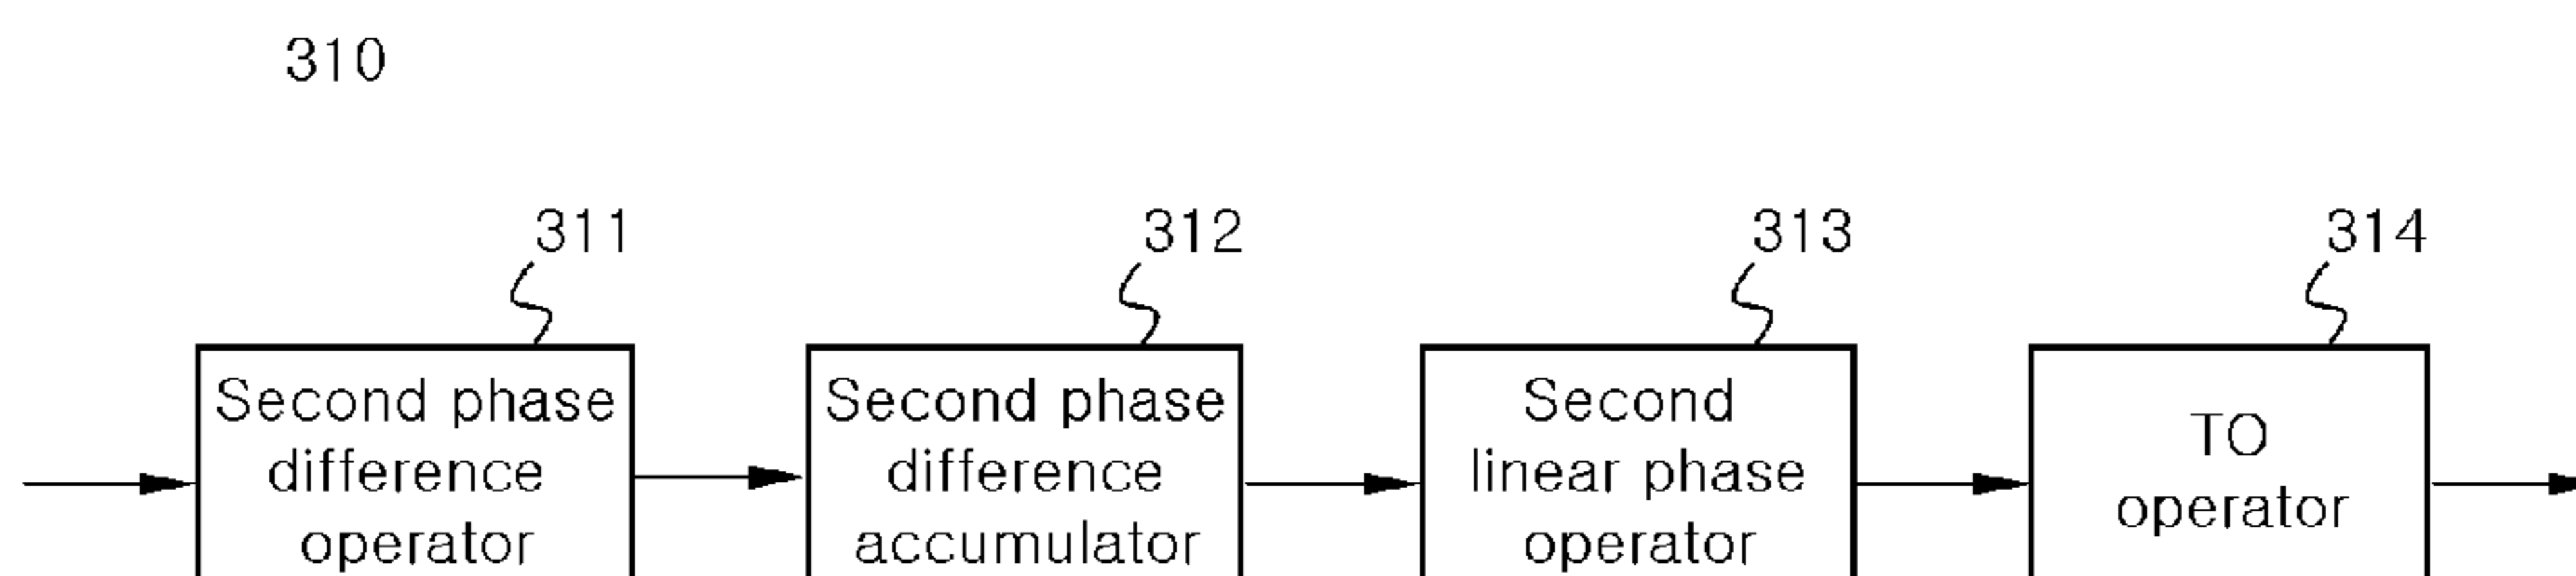 310
311
312
313
314
Second phase
difference
operator
Second phase
difference
accumulator
Second
linear phase
operator
TO
operator